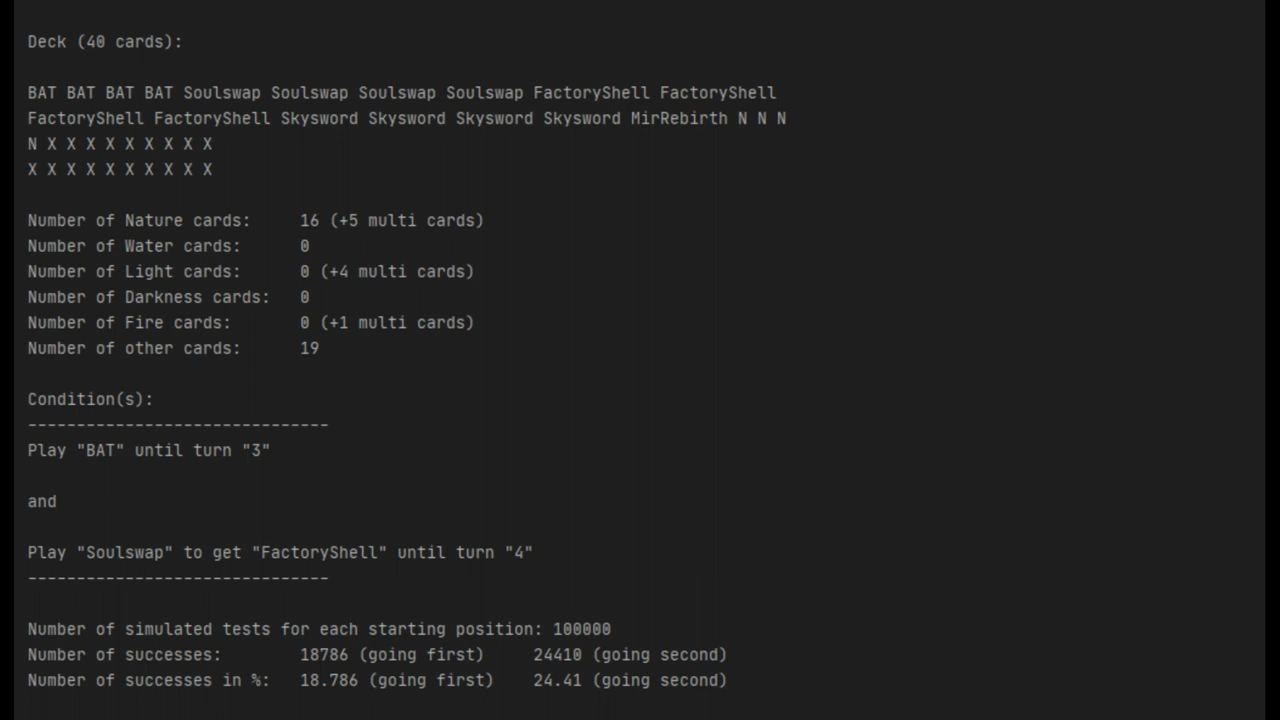 Deck (40 cards):
BAT BAT BAT BAT Soulswap Soulswap Soulswap Soulswap FactoryShell FactoryShell
FactoryShell FactoryShell Skysword Skysword Skysword Skysword MirRebirth N N N
N X X X X X X X X X
X X X X X X X X X X
Number of Nature cards: 16 (+5 multi cards)
Number of Water cards: 0
Number of Light cards: 0 (+4 multi cards)
Number of Darkness cards: 0
Number of Fire cards: 0 (+1 multi cards)
Number of other cards: 19
Condition(s):
-------------------------------
Play "BAT" until turn "3"
and
Play "Soulswap" to get "FactoryShell" until turn "4"
-------------------------------
Number of simulated tests for each starting position: 100000
Number of successes: 18786 (going first) 24410 (going second)
Number of successes in %: 18.786 (going first) 24.41 (going second)